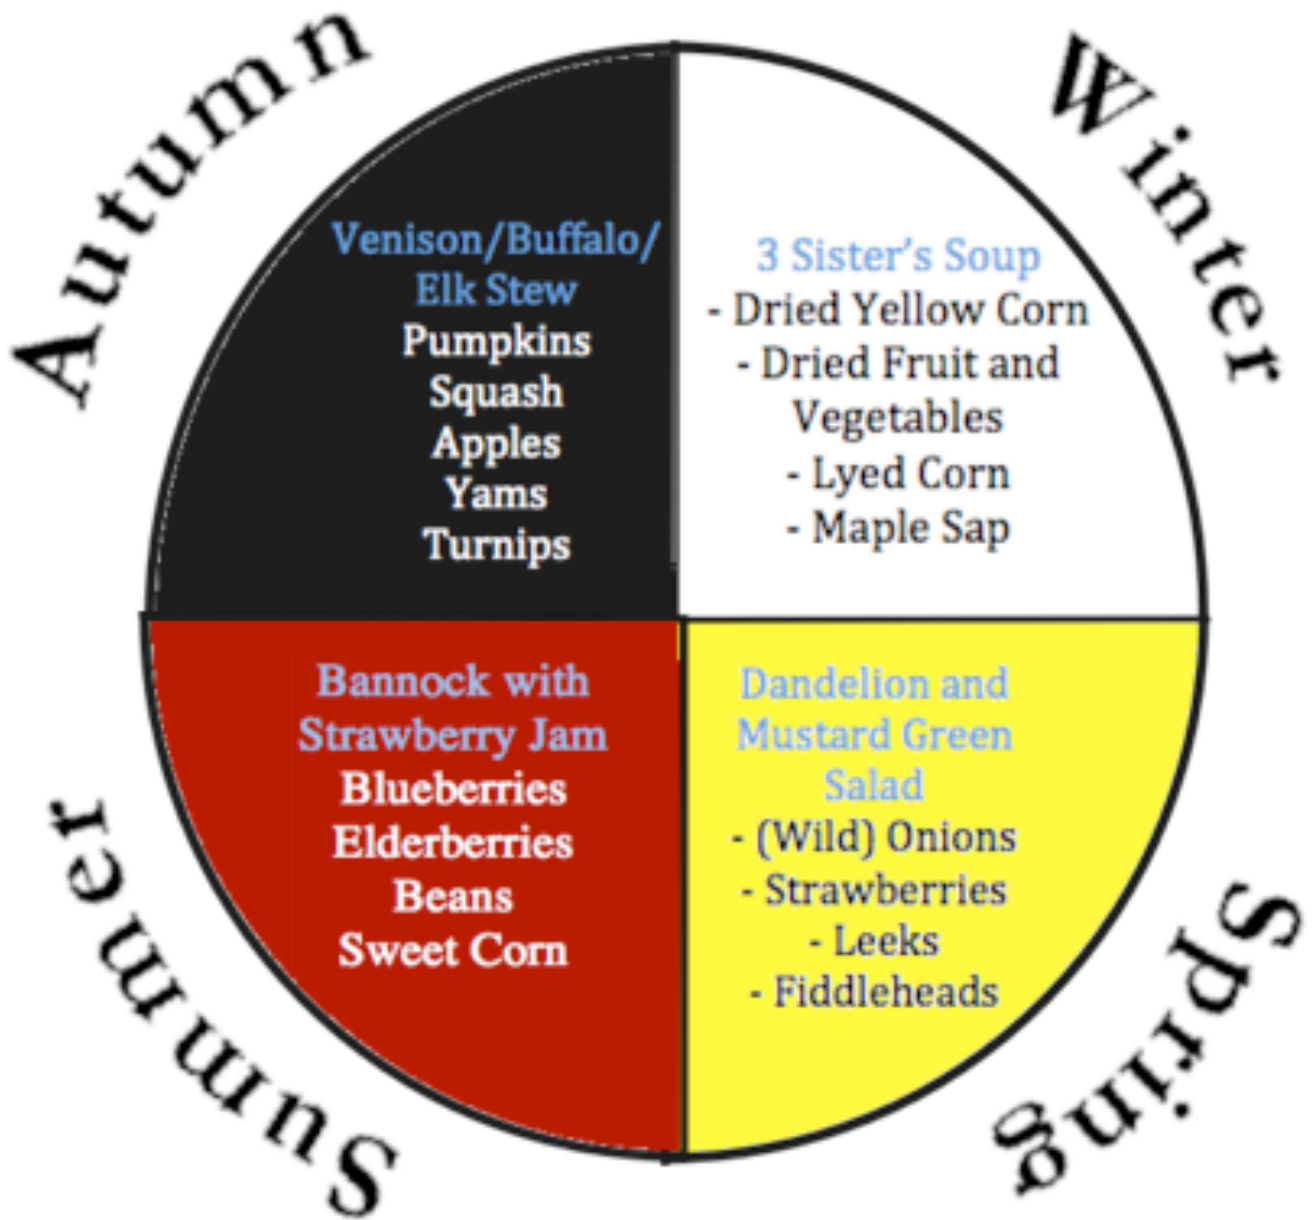 Autumn
Winter
Venison/Buffalo/
Elk Stew
Pumpkins
Squash
Apples
Yams
Turnips
3 Sister’s Soup
- Dried Yellow Corn
- Dried Fruit and
Vegetables
- Lyed Corn
- Maple Sap
Bannock with
Strawberry Jam
Blueberries
Elderberries
Beans
Sweet Corn
Dandelion and
Mustard Green
Salad
- (Wild) Onions
- Strawberries
- Leeks
- Fiddleheads
Summer
Spring